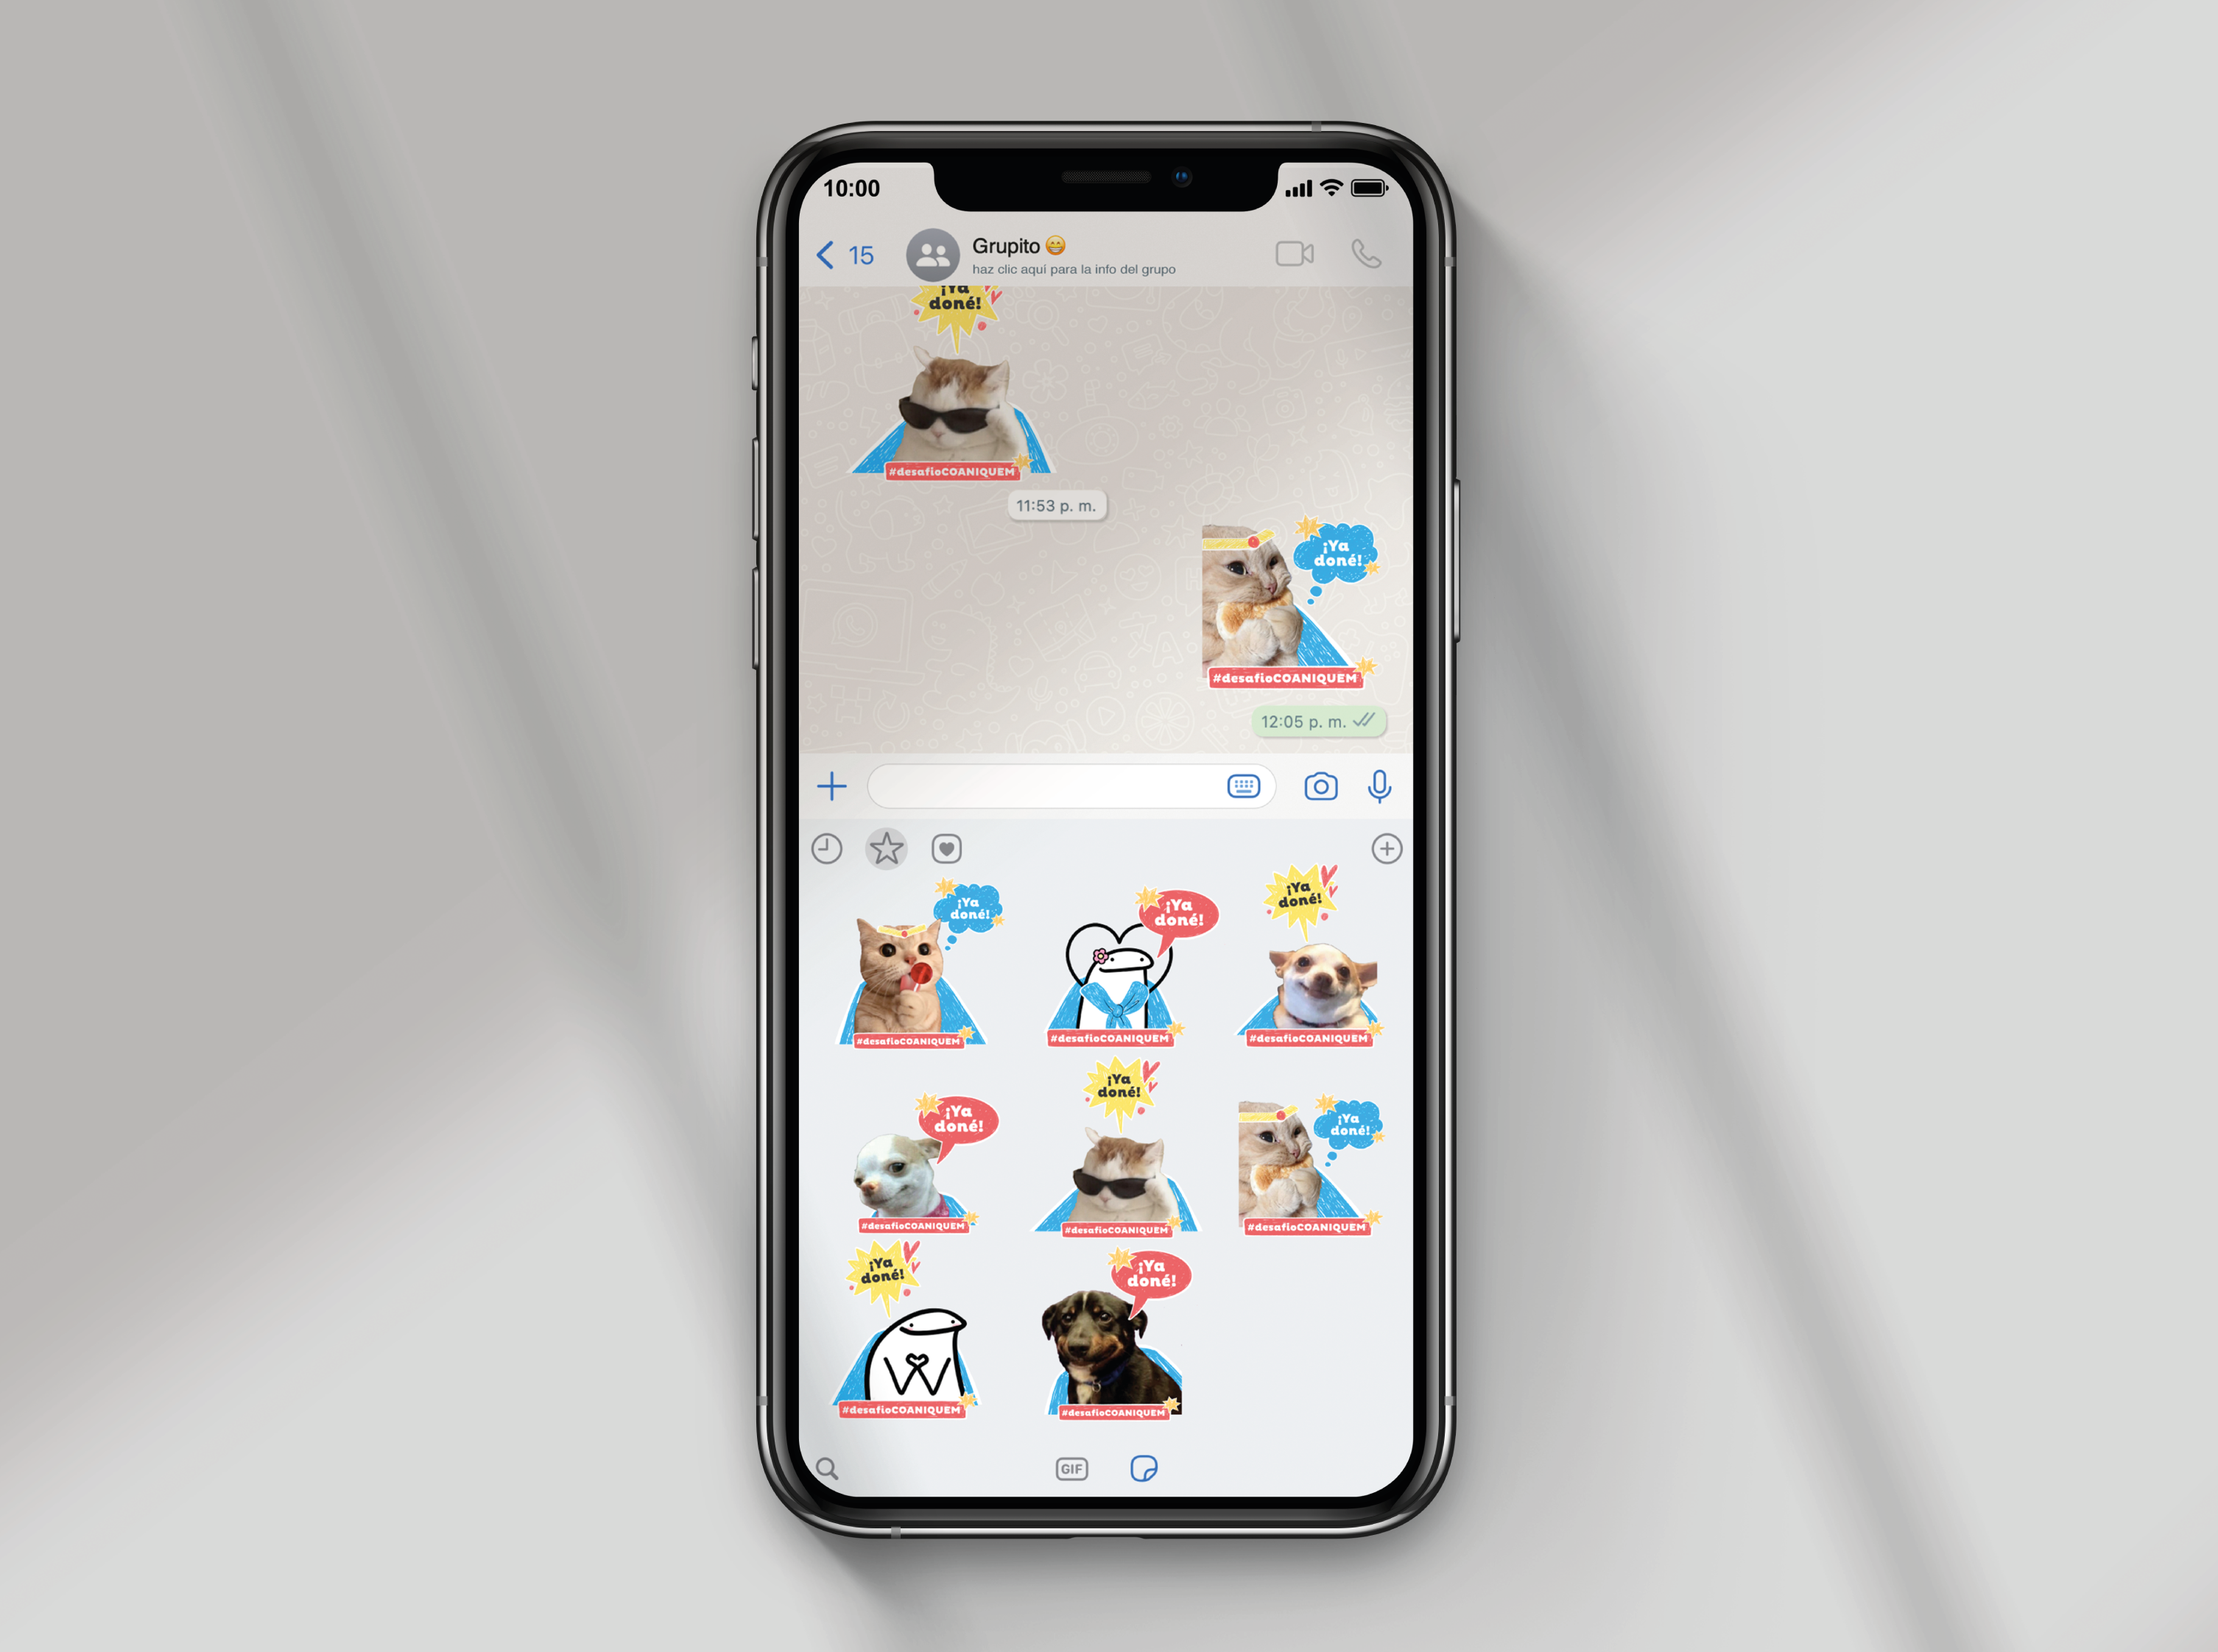 10:00
15
Grupito 😁
haz clic aquí para la info del grupo
¡Ya
doné!
#desafioCOANIQUEM
11:53 p. m.
¡Ya
doné!
#desafioCOANIQUEM
12:05 p. m.
¡Ya
doné!
#desafioCOANIQUEM
¡Ya
doné!
#desafioCOANIQUEM
¡Ya
doné!
#desafioCOANIQUEM
¡Ya
doné!
#desafioCOANIQUEM
¡Ya
doné!
#desafioCOANIQUEM
¡Ya
doné!
#desafioCOANIQUEM
¡Ya
doné!
#desafioCOANIQUEM
¡Ya
doné!
#desafioCOANIQUEM
GIF